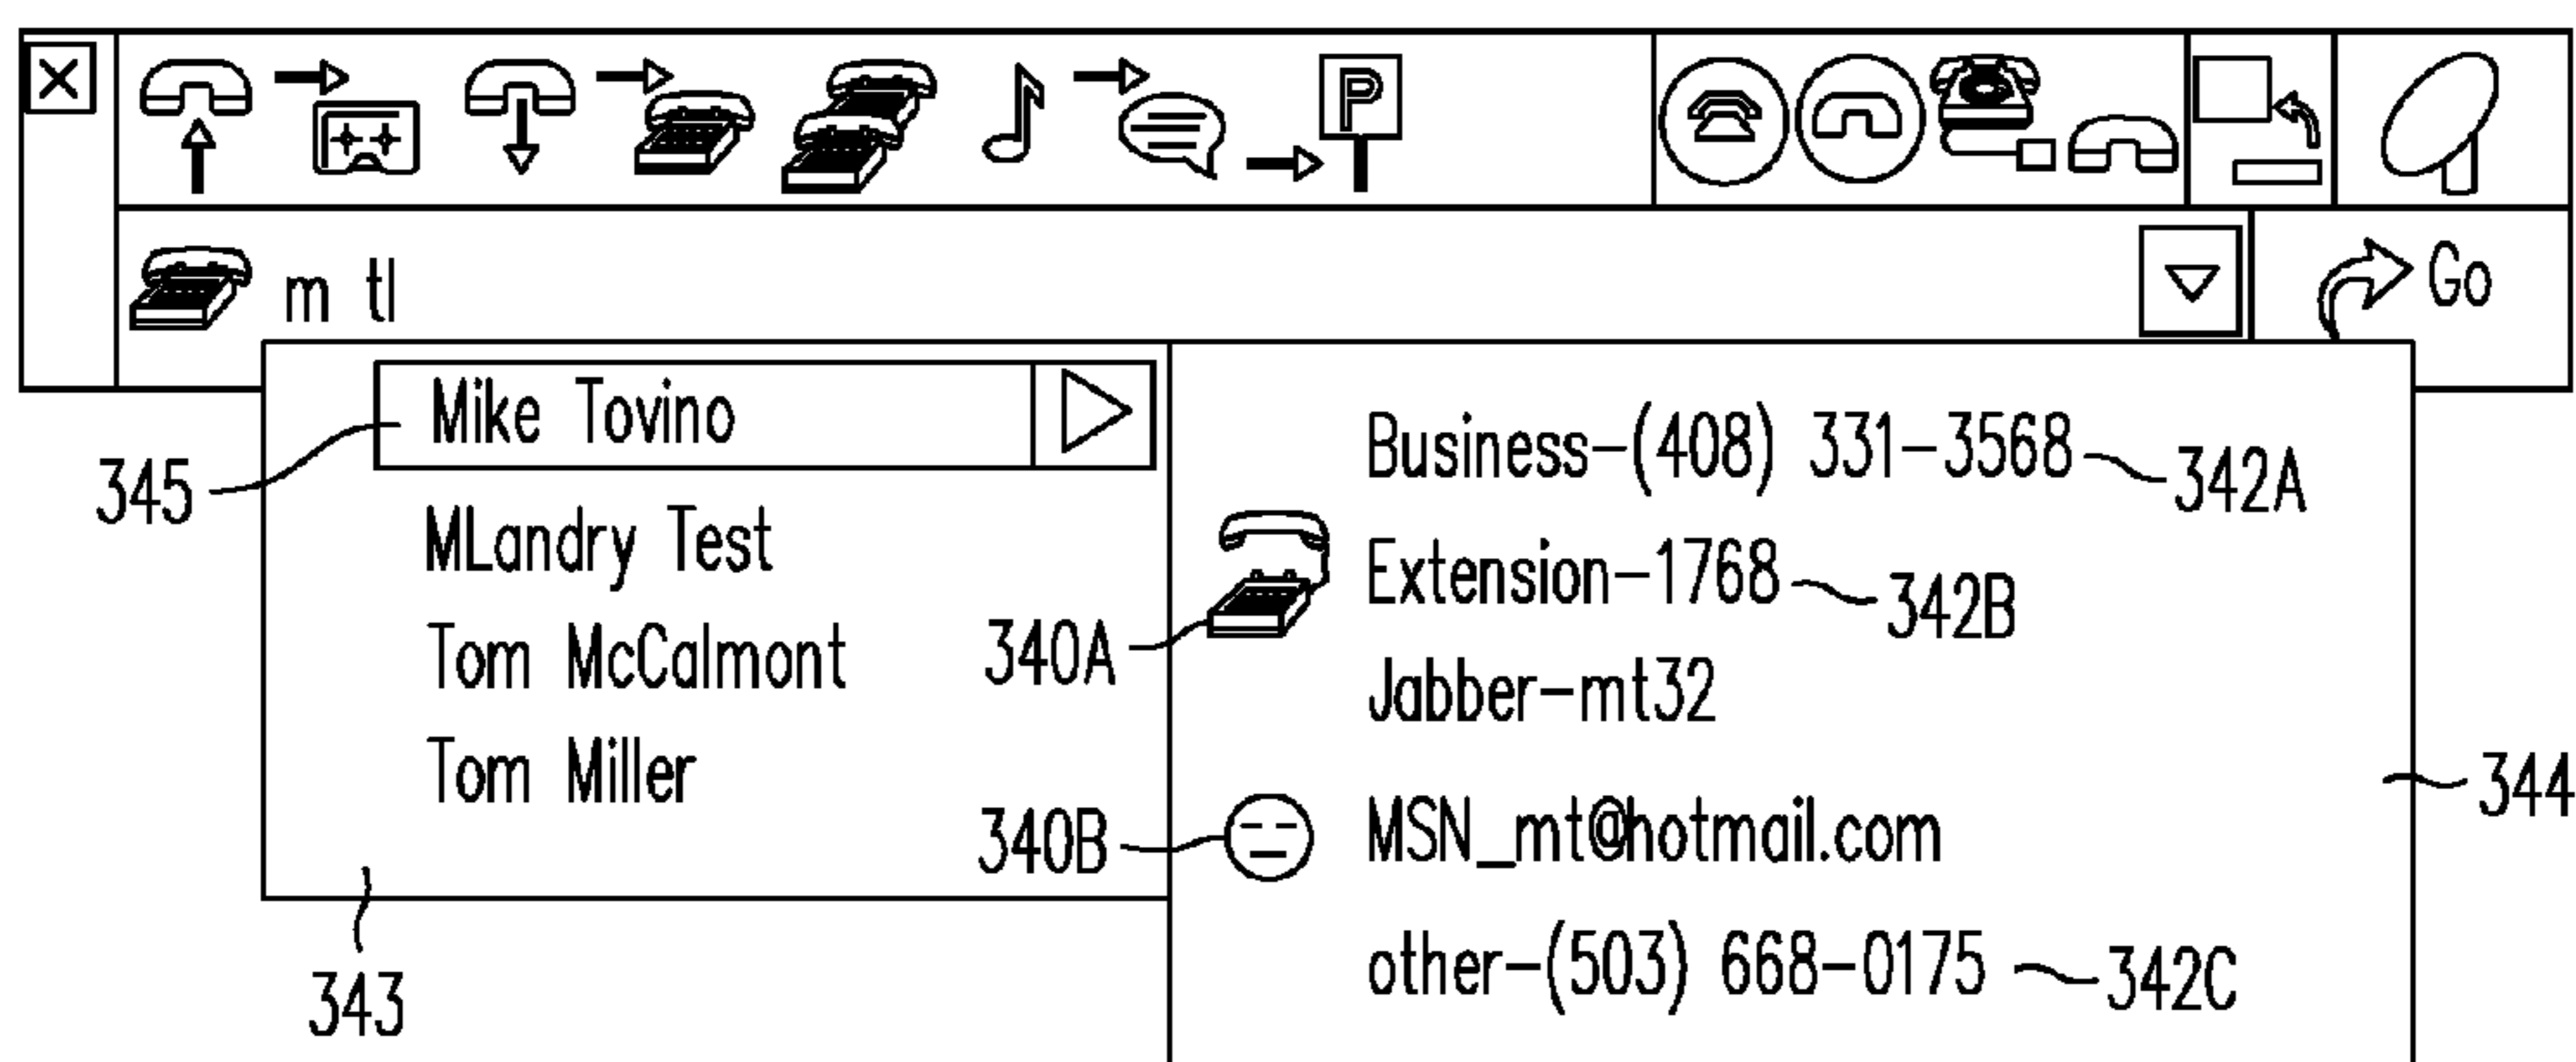 P
m tl
Go
Mike Tovino
345
MLandry Test
Tom McCalmont
Tom Miller
343
Business-(408) 331-3568
342A
340A
Extension-1768
342B
Jabber-mt32
340B
MSN_mt@hotmail.com
344
other-(503) 668-0175
342C